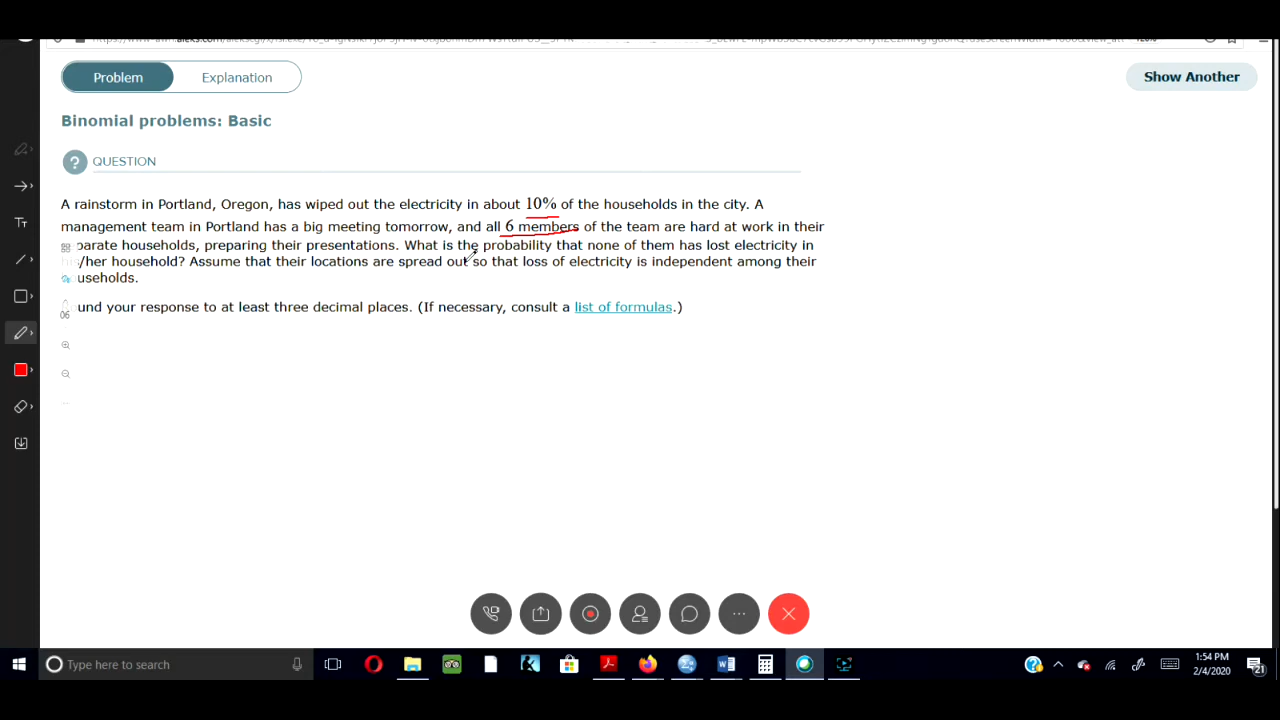 Problem
Explanation
Show Another
Binomial problems: Basic
? QUESTION
A rainstorm in Portland, Oregon, has wiped out the electricity in about 10% of the households in the city. A
management team in Portland has a big meeting tomorrow, and all 6 members of the team are hard at work in their
parate households, preparing their presentations. What is the probability that none of them has lost electricity in
/her household? Assume that their locations are spread out so that loss of electricity is independent among their
useholds.
und your response to at least three decimal places. (If necessary, consult a list of formulas.)
06
Type here to search
1:54 PM
2/4/2020
21